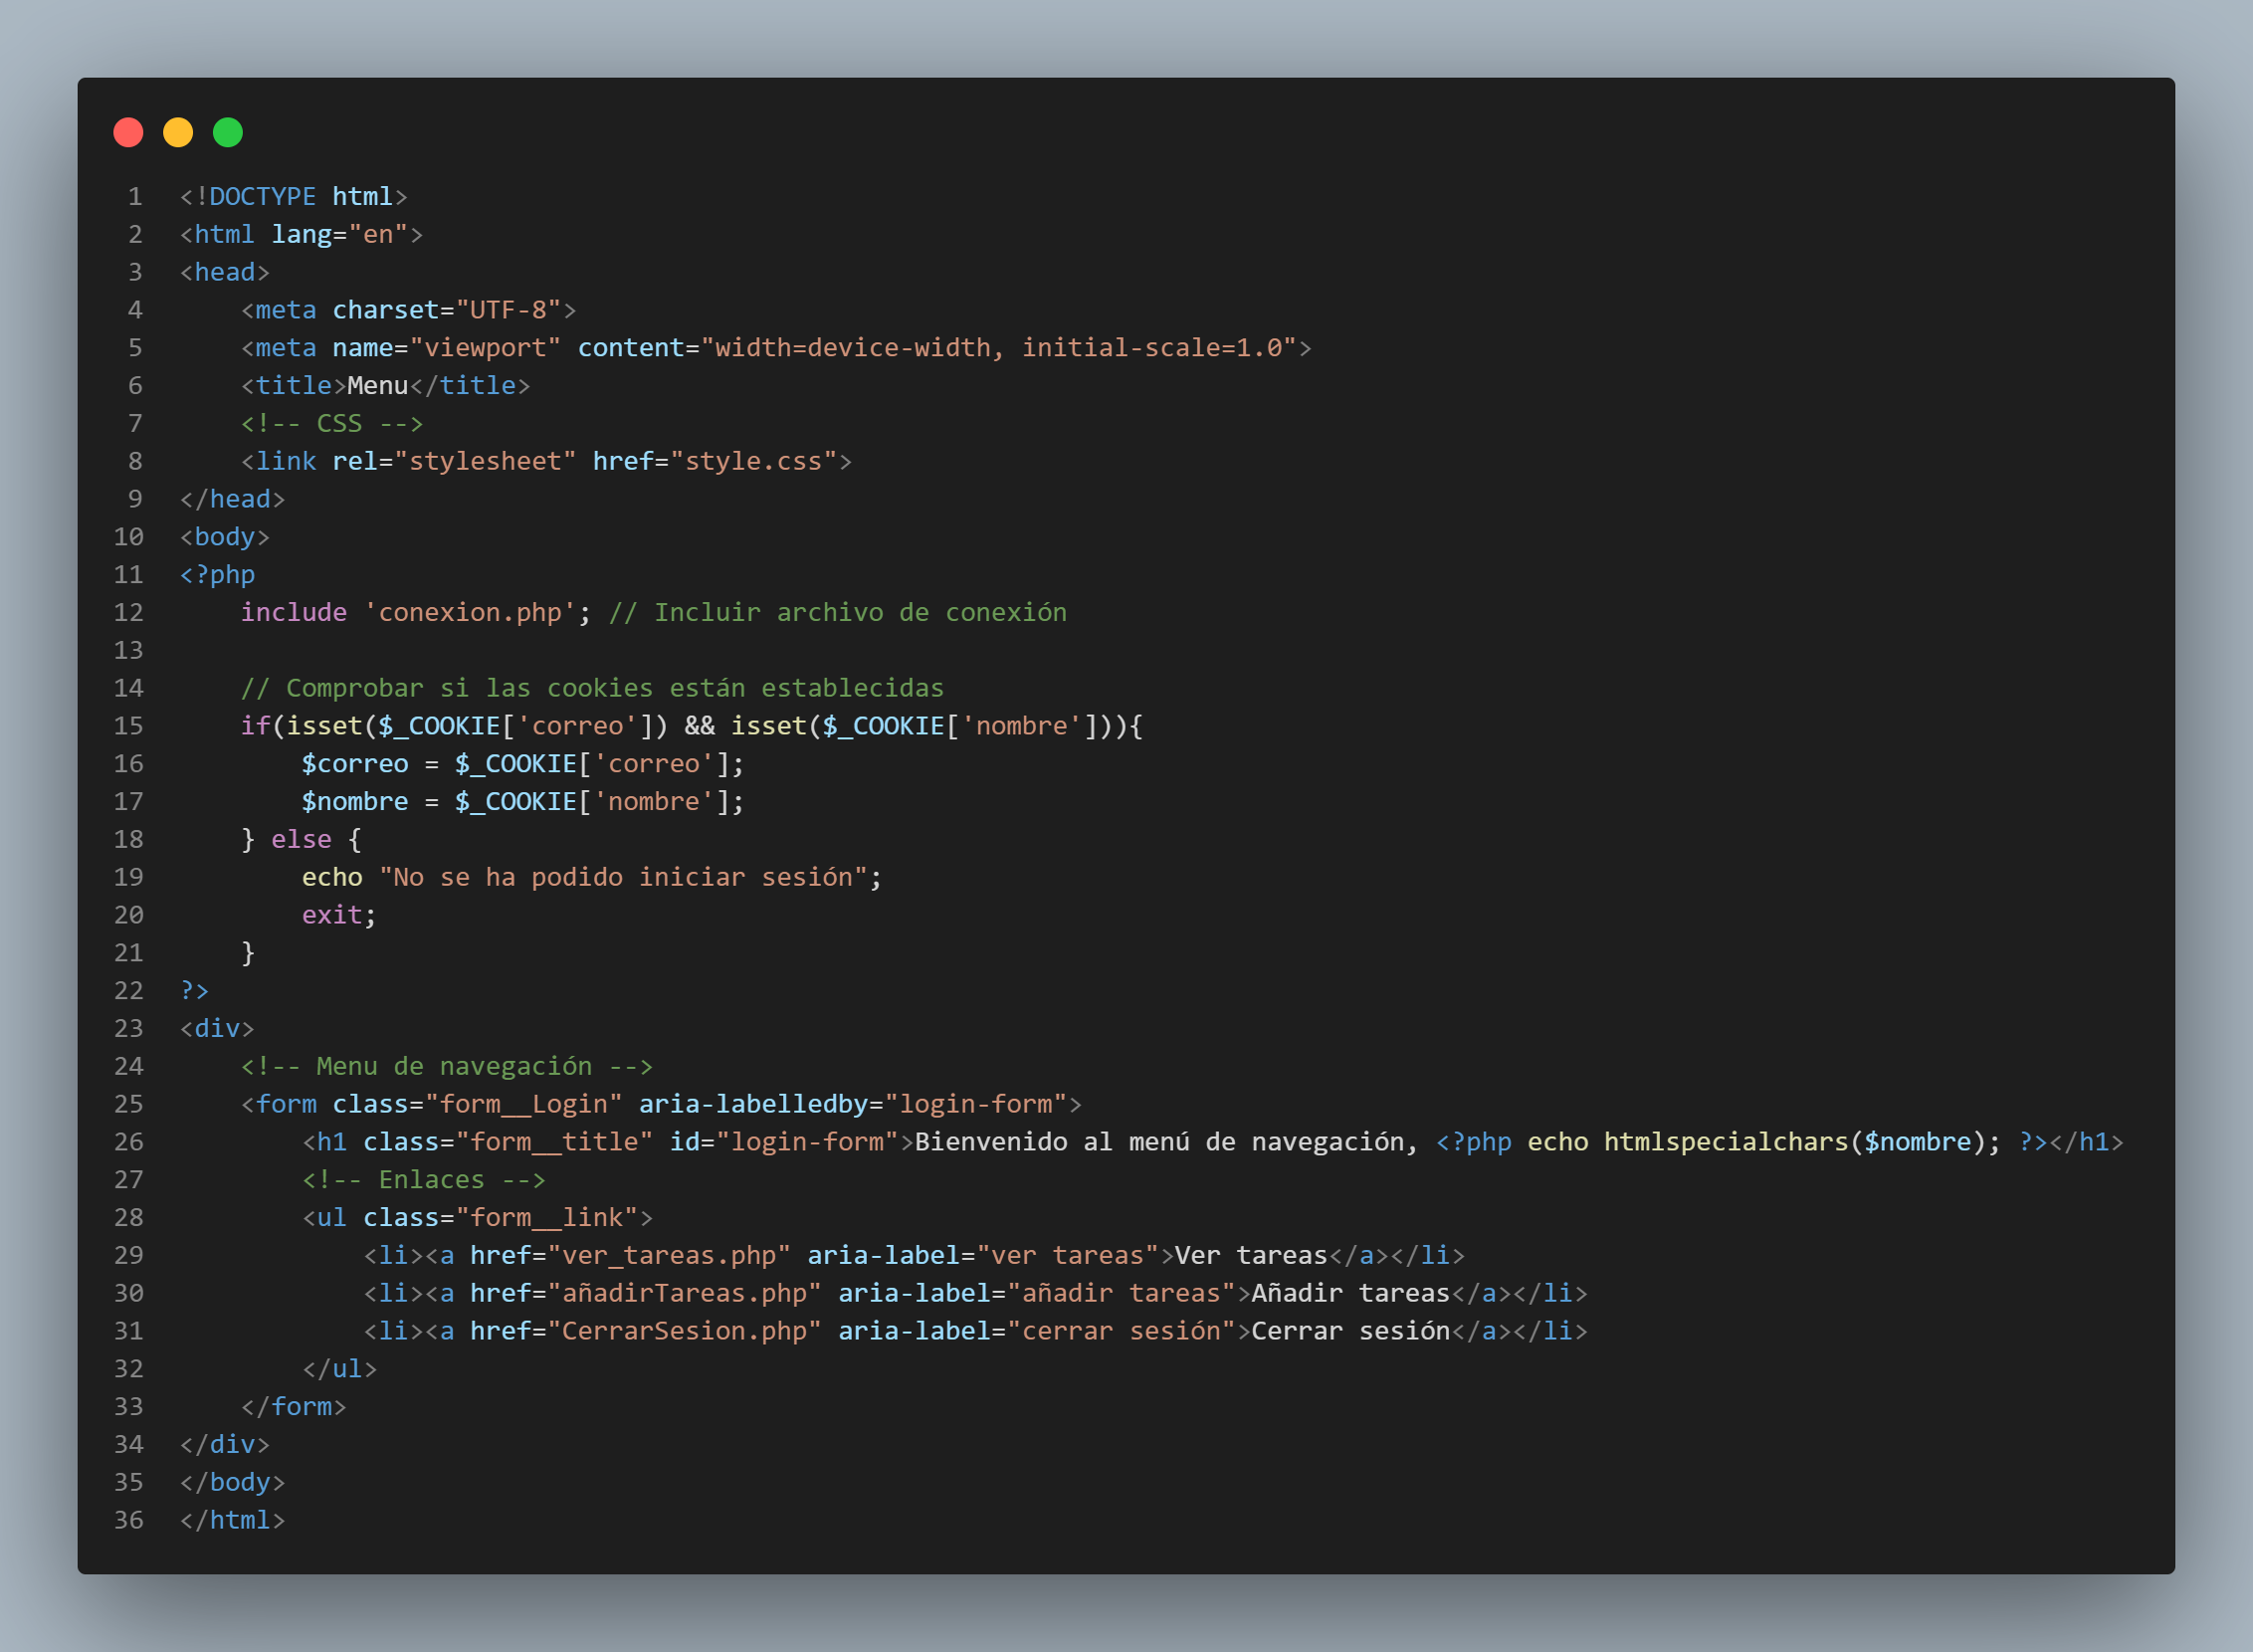 1 <!DOCTYPE html>
2 <html lang="en">
3 <head>
4     <meta charset="UTF-8">
5     <meta name="viewport" content="width=device-width, initial-scale=1.0">
6     <title>Menu</title>
7     <!-- CSS -->
8     <link rel="stylesheet" href="style.css">
9 </head>
10 <body>
11 <?php
12     include 'conexion.php'; // Incluir archivo de conexión
13
14     // Comprobar si las cookies están establecidas
15     if(isset($_COOKIE['correo']) && isset($_COOKIE['nombre'])){
16         $correo = $_COOKIE['correo'];
17         $nombre = $_COOKIE['nombre'];
18     } else {
19         echo "No se ha podido iniciar sesión";
20         exit;
21     }
22 ?>
23 <div>
24     <!-- Menu de navegación -->
25     <form class="form__Login" aria-labelledby="login-form">
26         <h1 class="form__title" id="login-form">Bienvenido al menú de navegación, <?php echo htmlspecialchars($nombre); ?></h1>
27         <!-- Enlaces -->
28         <ul class="form__link">
29             <li><a href="ver_tareas.php" aria-label="ver tareas">Ver tareas</a></li>
30             <li><a href="añadirTareas.php" aria-label="añadir tareas">Añadir tareas</a></li>
31             <li><a href="CerrarSesion.php" aria-label="cerrar sesión">Cerrar sesión</a></li>
32         </ul>
33     </form>
34 </div>
35 </body>
36 </html>